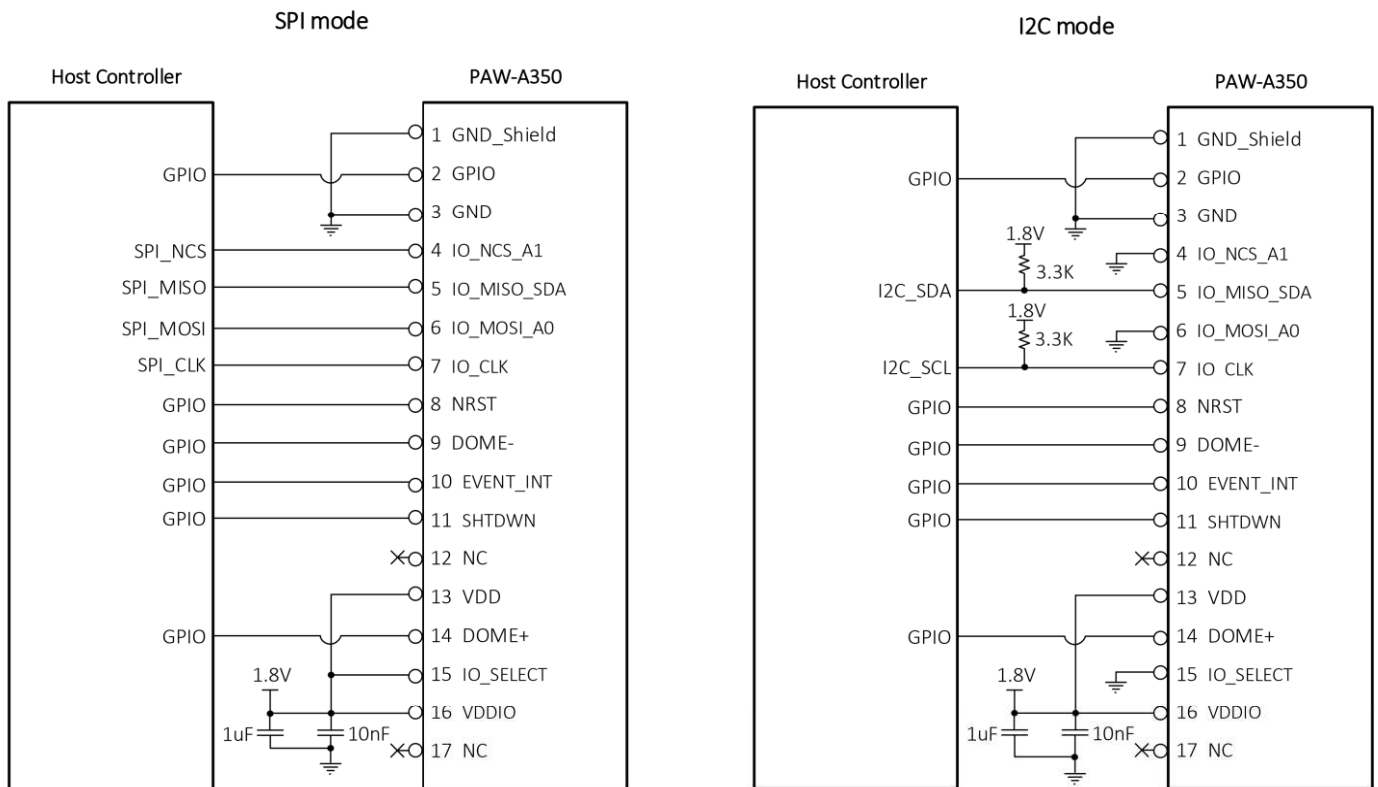 SPI mode
Host Controller
PAW-A350
1 GND_Shield
GPIO
2 GPIO
3 GND
SPI_NCS
4 IO_NCS_A1
SPI_MISO
5 IO_MISO_SDA
SPI_MOSI
6 IO_MOSI_A0
SPI_CLK
7 IO_CLK
GPIO
8 NRST
GPIO
9 DOME-
GPIO
10 EVENT_INT
GPIO
11 SHTDWN
12 NC
13 VDD
GPIO
14 DOME+
1.8V
15 IO_SELECT
16 VDDIO
1uF
10nF
17 NC
I2C mode
Host Controller
PAW-A350
1 GND_Shield
GPIO
2 GPIO
3 GND
1.8V
4 IO_NCS_A1
3.3K
I2C_SDA
5 IO_MISO_SDA
1.8V
3.3K
6 IO_MOSI_A0
I2C_SCL
7 IO CLK
GPIO
8 NRST
GPIO
9 DOME-
GPIO
10 EVENT_INT
GPIO
11 SHTDWN
12 NC
13 VDD
GPIO
14 DOME+
1.8V
15 IO_SELECT
16 VDDIO
1uF
10nF
17 NC